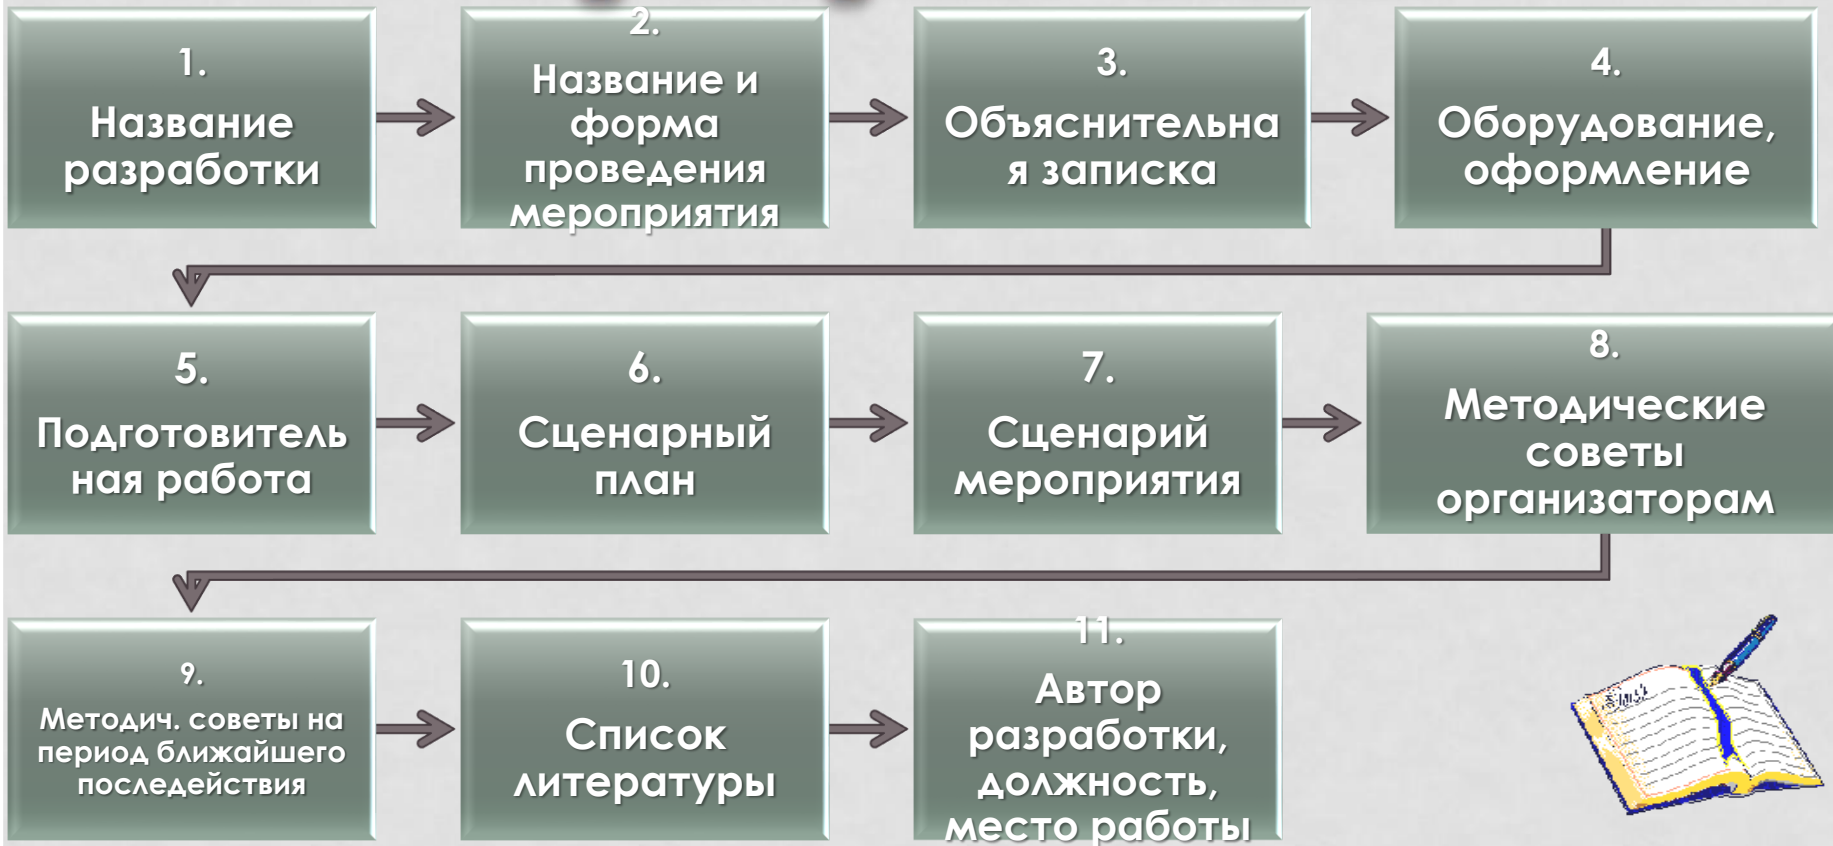 1.
Название
разработки
2.
Название и
форма
проведения
мероприятия
3.
Объяснительна
я записка
4.
Оборудование,
оформление
5.
Подготовитель
ная работа
6.
Сценарный
план
7.
Сценарий
мероприятия
8.
Методические
советы
организаторам
9.
Методич. советы на
период ближайшего
последействия
10.
Список
литературы
11.
Автор
разработки,
должность,
место работы